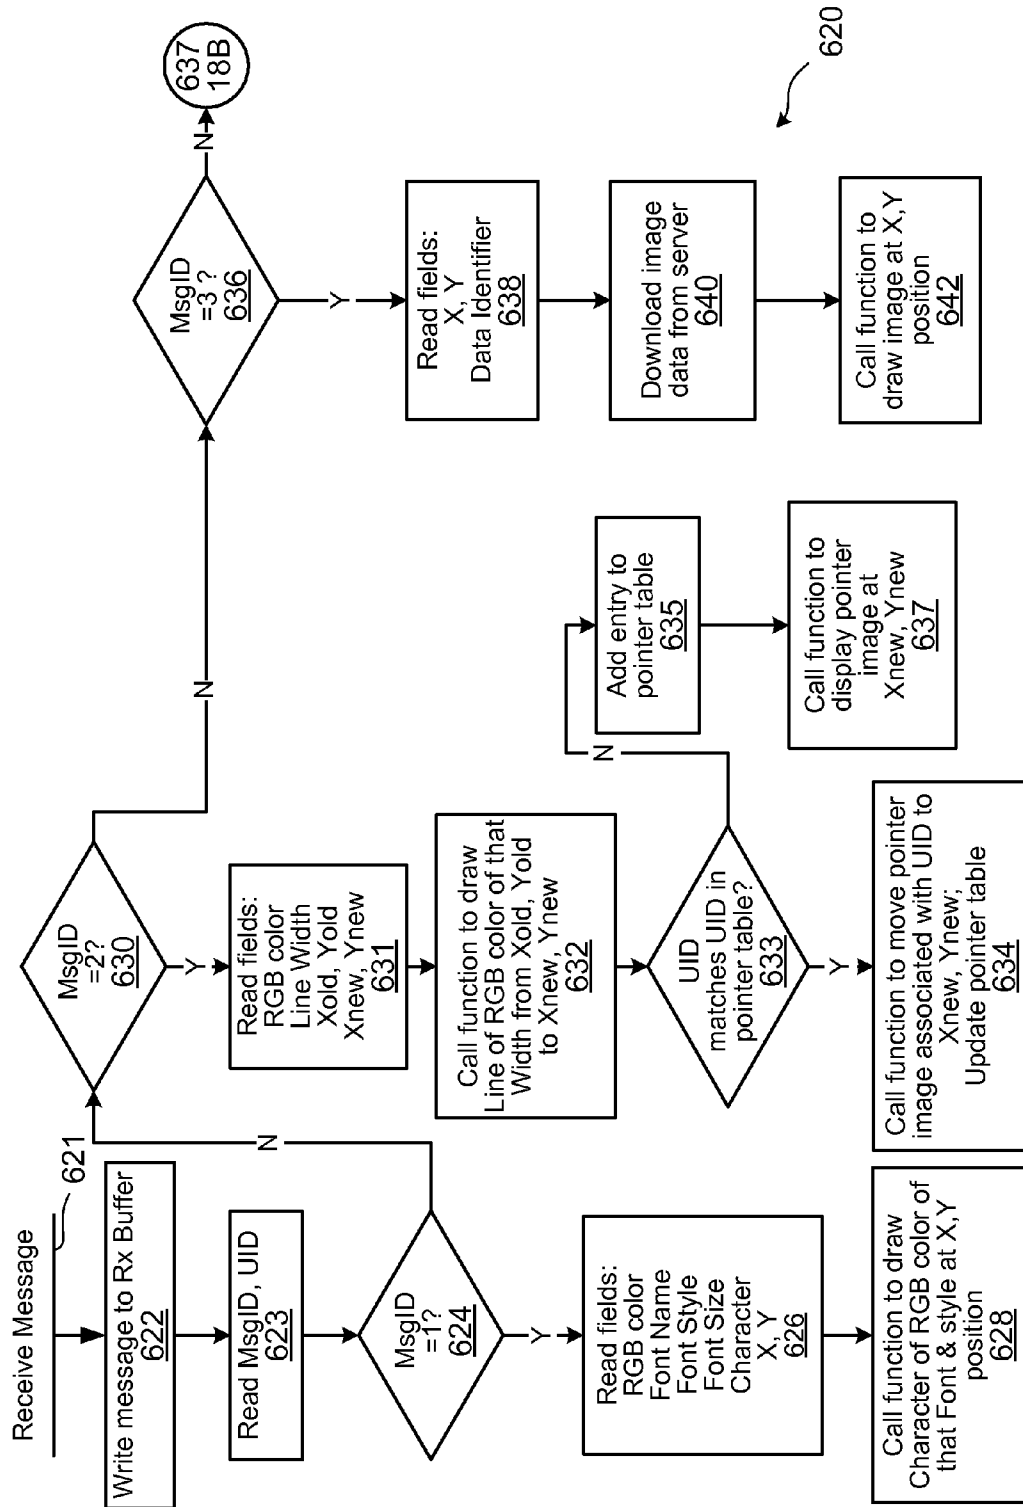 Receive Message
621
Write message to Rx Buffer
622
Read MsgID, UID
623
MsgID
=1?
624
N
Y
Read fields:
RGB color
Font Name
Font Style
Font Size
Character
X, Y
626
Call function to draw
Character of RGB color of
that Font & style at X,Y
position
628
MsgID
=2?
630
N
Y
Read fields:
RGB color
Line Width
Xold, Yold
Xnew, Ynew
631
Call function to draw
Line of RGB color of that
Width from Xold, Yold
to Xnew, Ynew
632
UID
matches UID in
pointer table?
633
N
Y
Call function to move pointer
image associated with UID to
Xnew, Ynew;
Update pointer table
634
Add entry to
pointer table
635
Call function to
display pointer
image at
Xnew, Ynew
637
MsgID
=3 ?
636
N
Y
637
18B
Read fields:
X, Y
Data Identifier
638
Download image
data from server
640
Call function to
draw image at X,Y
position
642
620